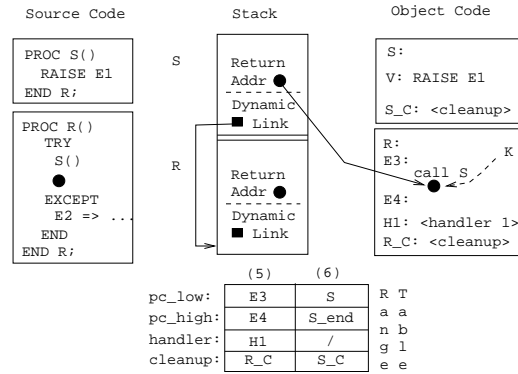 Source Code
Stack
Object Code
PROC S()
RAISE E1
END R;
PROC R()
TRY
S()
EXCEPT
E2 => ...
END
END R;
S
Return
Addr
Dynamic
Link
R
Return
Addr
Dynamic
Link
S:
V: RAISE E1
S_C: <cleanup>
R:
E3:
call S
K
E4:
H1: <handler 1>
R_C: <cleanup>
(5) (6)
pc_low: E3 S
pc_high: E4 S_end
handler: H1 /
cleanup: R_C S_C
Range
Table